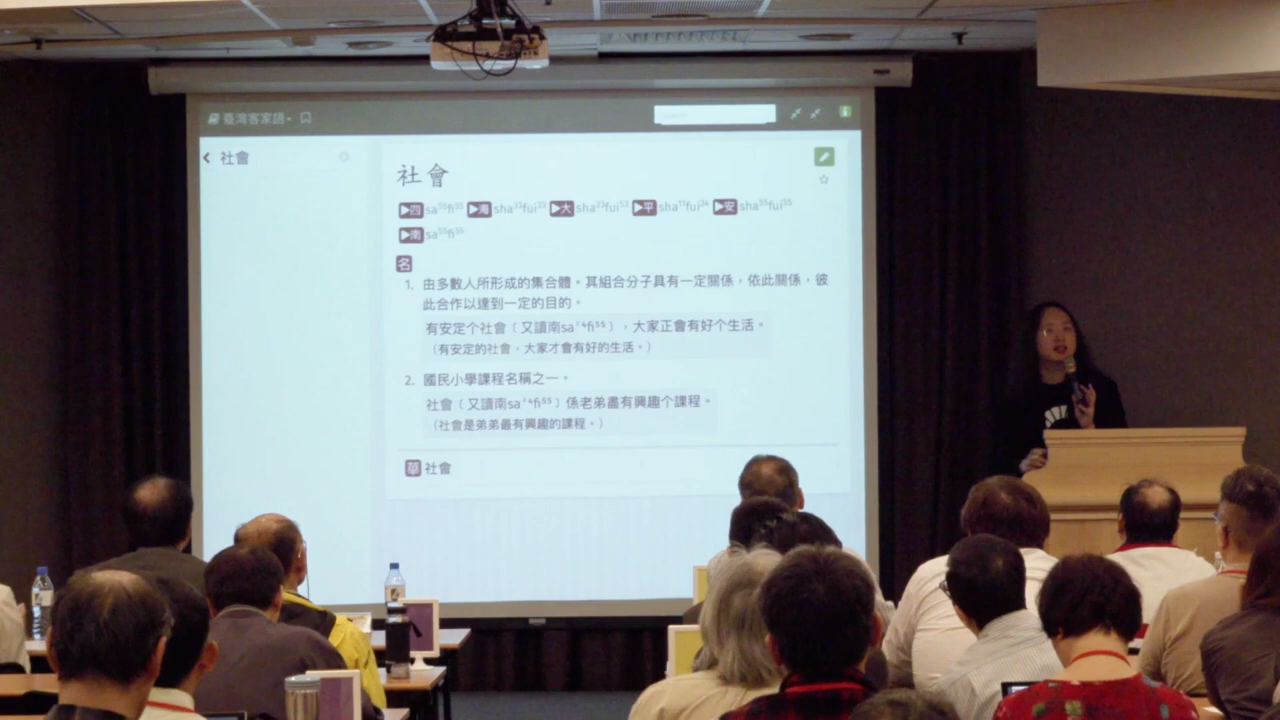 臺灣客家語
社會
社會
▶四 sa⁵⁵fi⁵⁵ ▶海 sha³³fui³³ ▶大 sha³³fui⁵³ ▶平 sha¹¹fui²⁴ ▶安 sha⁵⁵fui⁵⁵
▶南 sa⁵⁵fi⁵⁵
名
1. 由多數人所形成的集合體。其組合分子具有一定關係,依此關係,彼
此合作以達到一定的目的。
有安定个社會﹝又讀南sa²⁴fi⁵⁵﹞,大家正會有好个生活。
(有安定的社會,大家才會有好的生活。)
2. 國民小學課程名稱之一。
社會﹝又讀南sa²⁴fi⁵⁵﹞係老弟盡有興趣个課程。
(社會是弟弟最有興趣的課程。)
華 社會